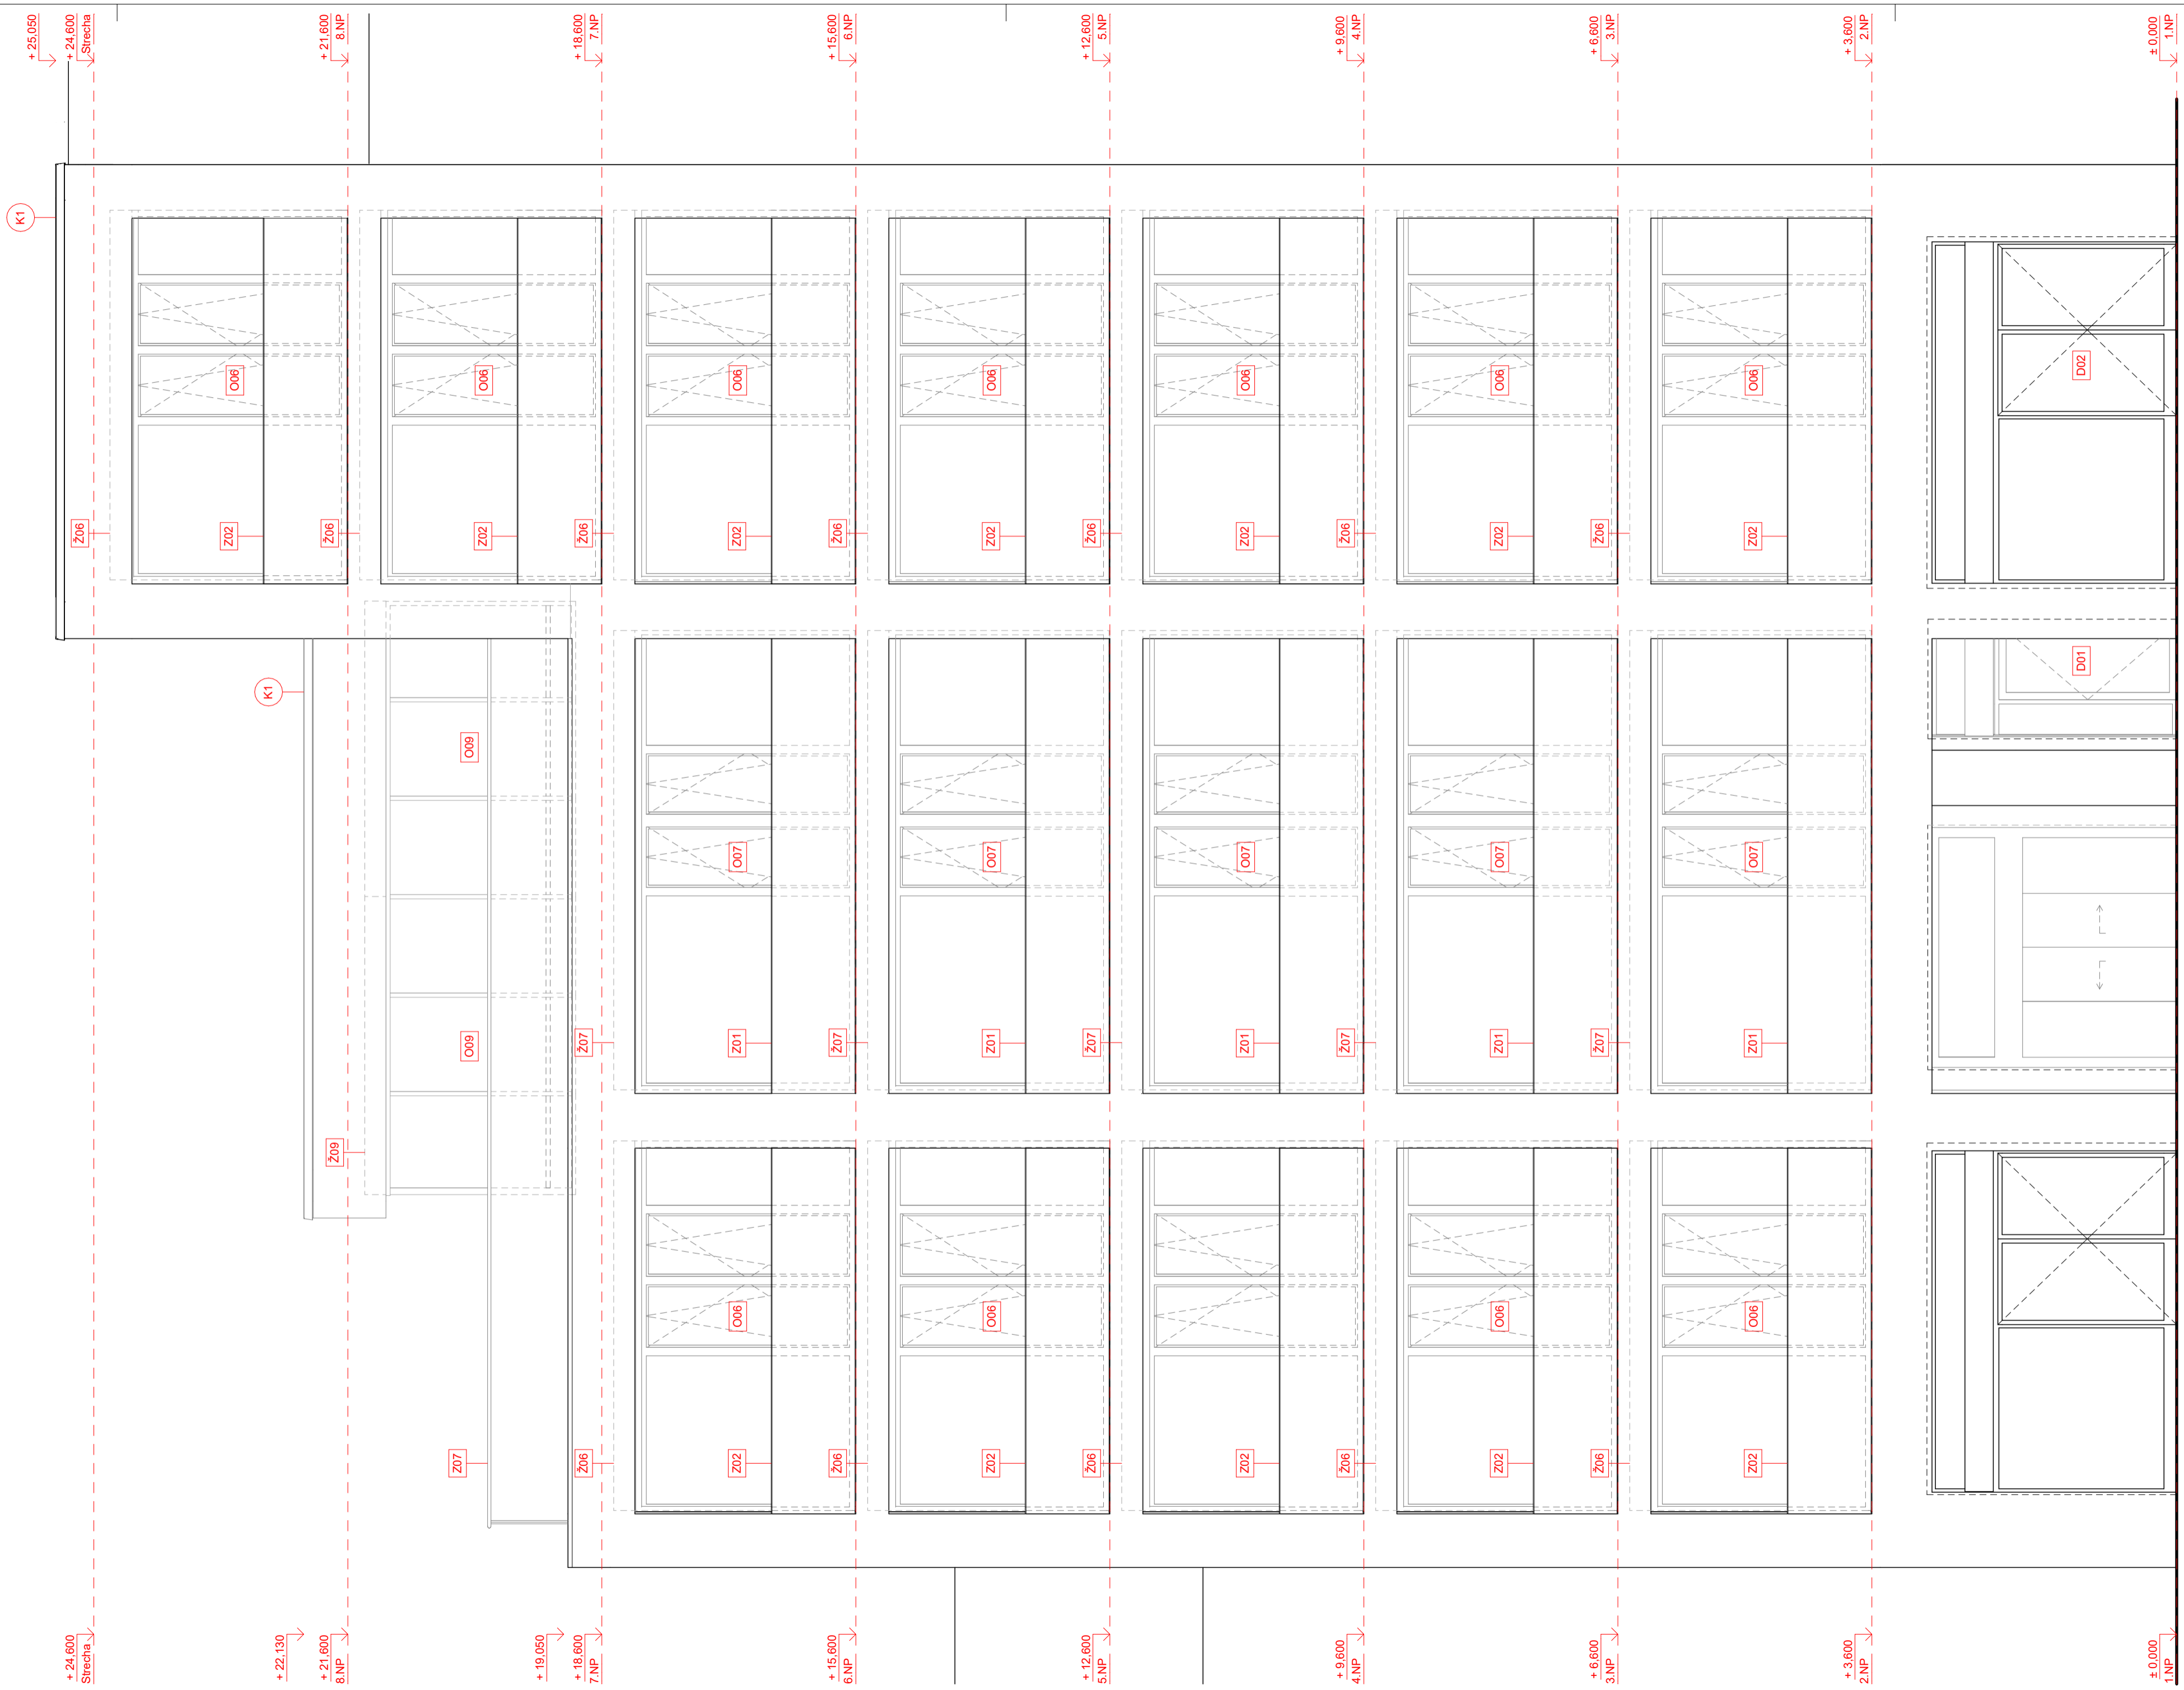 K1
+ 25,050
+ 24,600
Strecha
Ž06
+ 24,600
Strecha
Z02
O06
K1
+ 22,130
+ 21,600
8.NP
Ž09
Ž06
+ 21,600
8.NP
Z07
O09
O09
Z02
O06
+ 19,050
+ 18,600
7.NP
Ž06
Ž07
Ž06
+ 18,600
7.NP
Z02
O06
Z01
O07
Z02
O06
+ 15,600
6.NP
Ž06
Ž07
Ž06
+ 15,600
6.NP
Z02
O06
Z01
O07
Z02
O06
+ 12,600
5.NP
Ž06
Ž07
Ž06
+ 12,600
5.NP
Z02
Z01
O07
Z02
O06
+ 9,600
4.NP
Ž06
Ž07
Ž06
+ 9,600
4.NP
Z02
O06
Z01
O07
Z02
O06
+ 6,600
3.NP
Ž06
Ž07
Ž06
+ 6,600
3.NP
Z02
O06
Z01
O07
Z02
O06
+ 3,600
2.NP
+ 3,600
2.NP
D01
D02
± 0,000
1.NP
± 0,000
1.NP